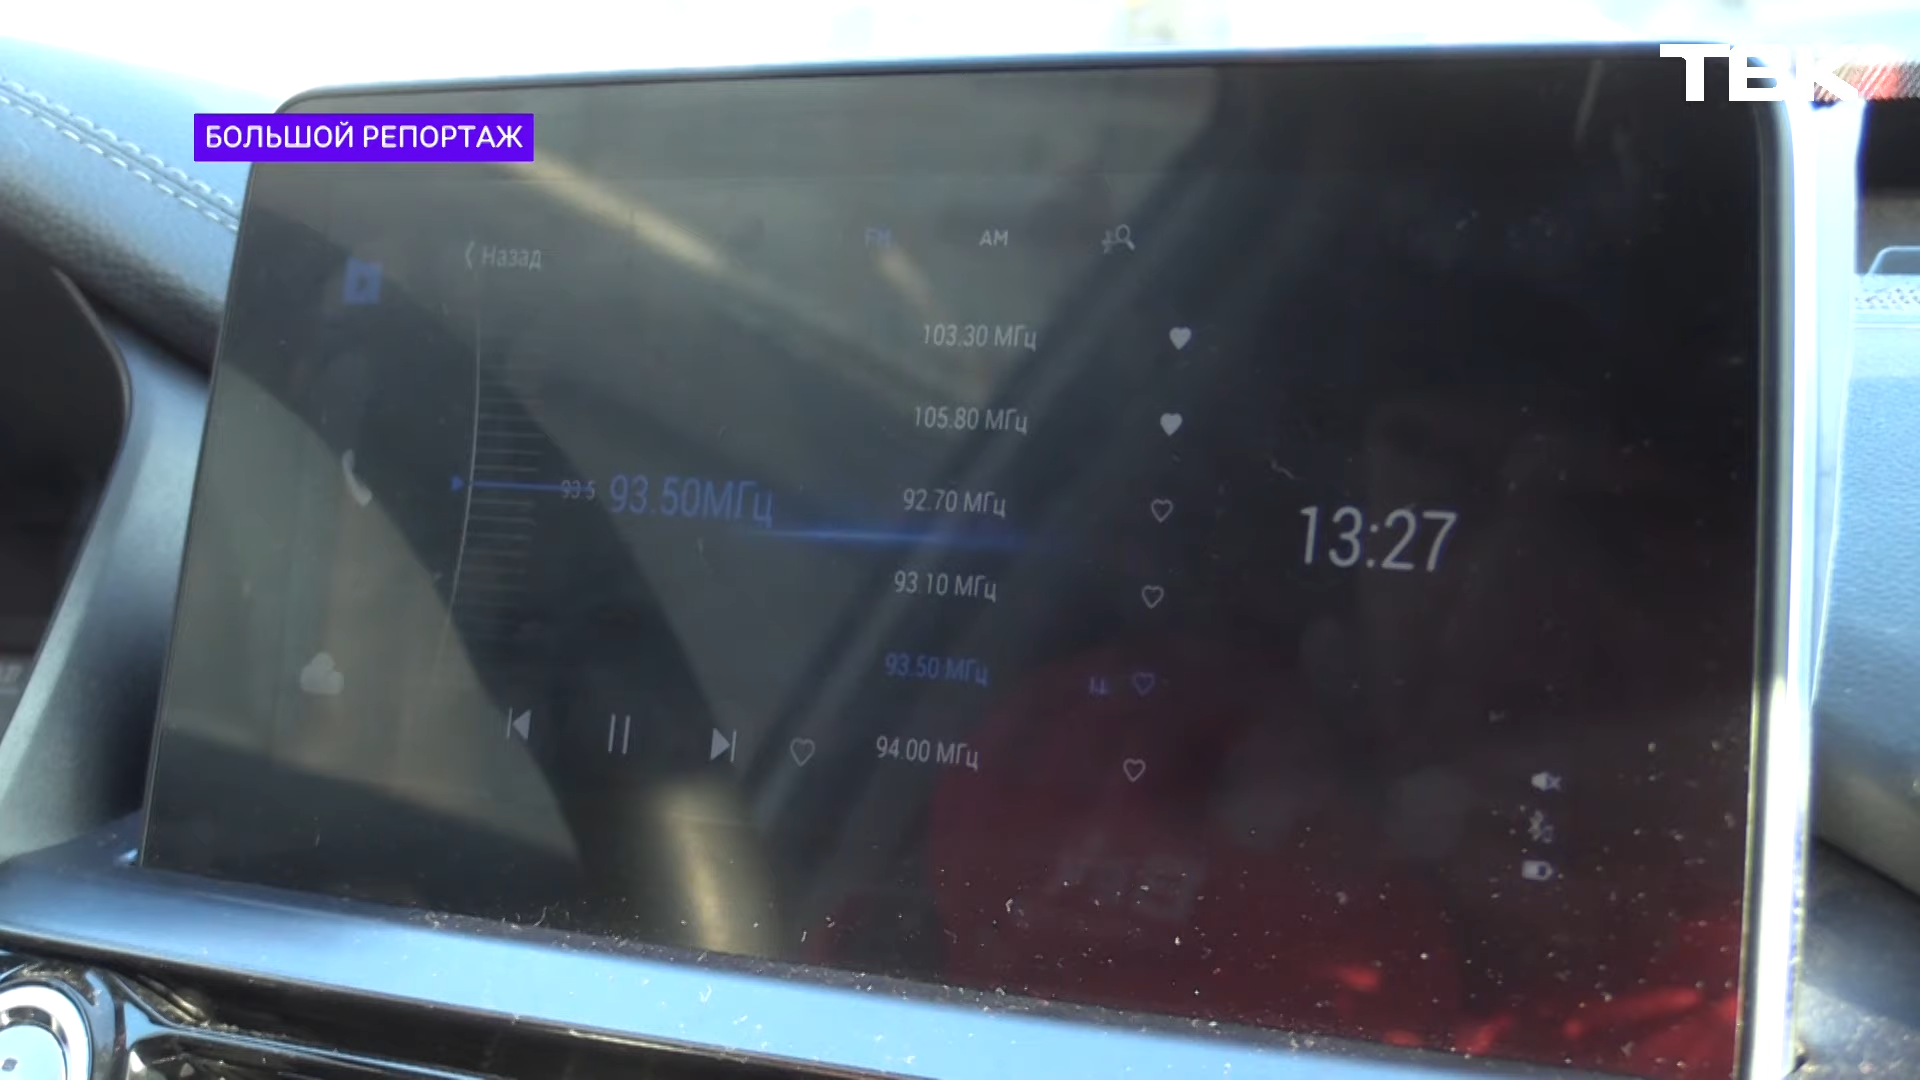 ТВК
БОЛЬШОЙ РЕПОРТАЖ
FM
AM
Назад
103.30 МГц
105.80 МГц
93.5
93.50МГц
92.70 МГц
13:27
93.10 МГц
93.50 МГц
94.00 МГц